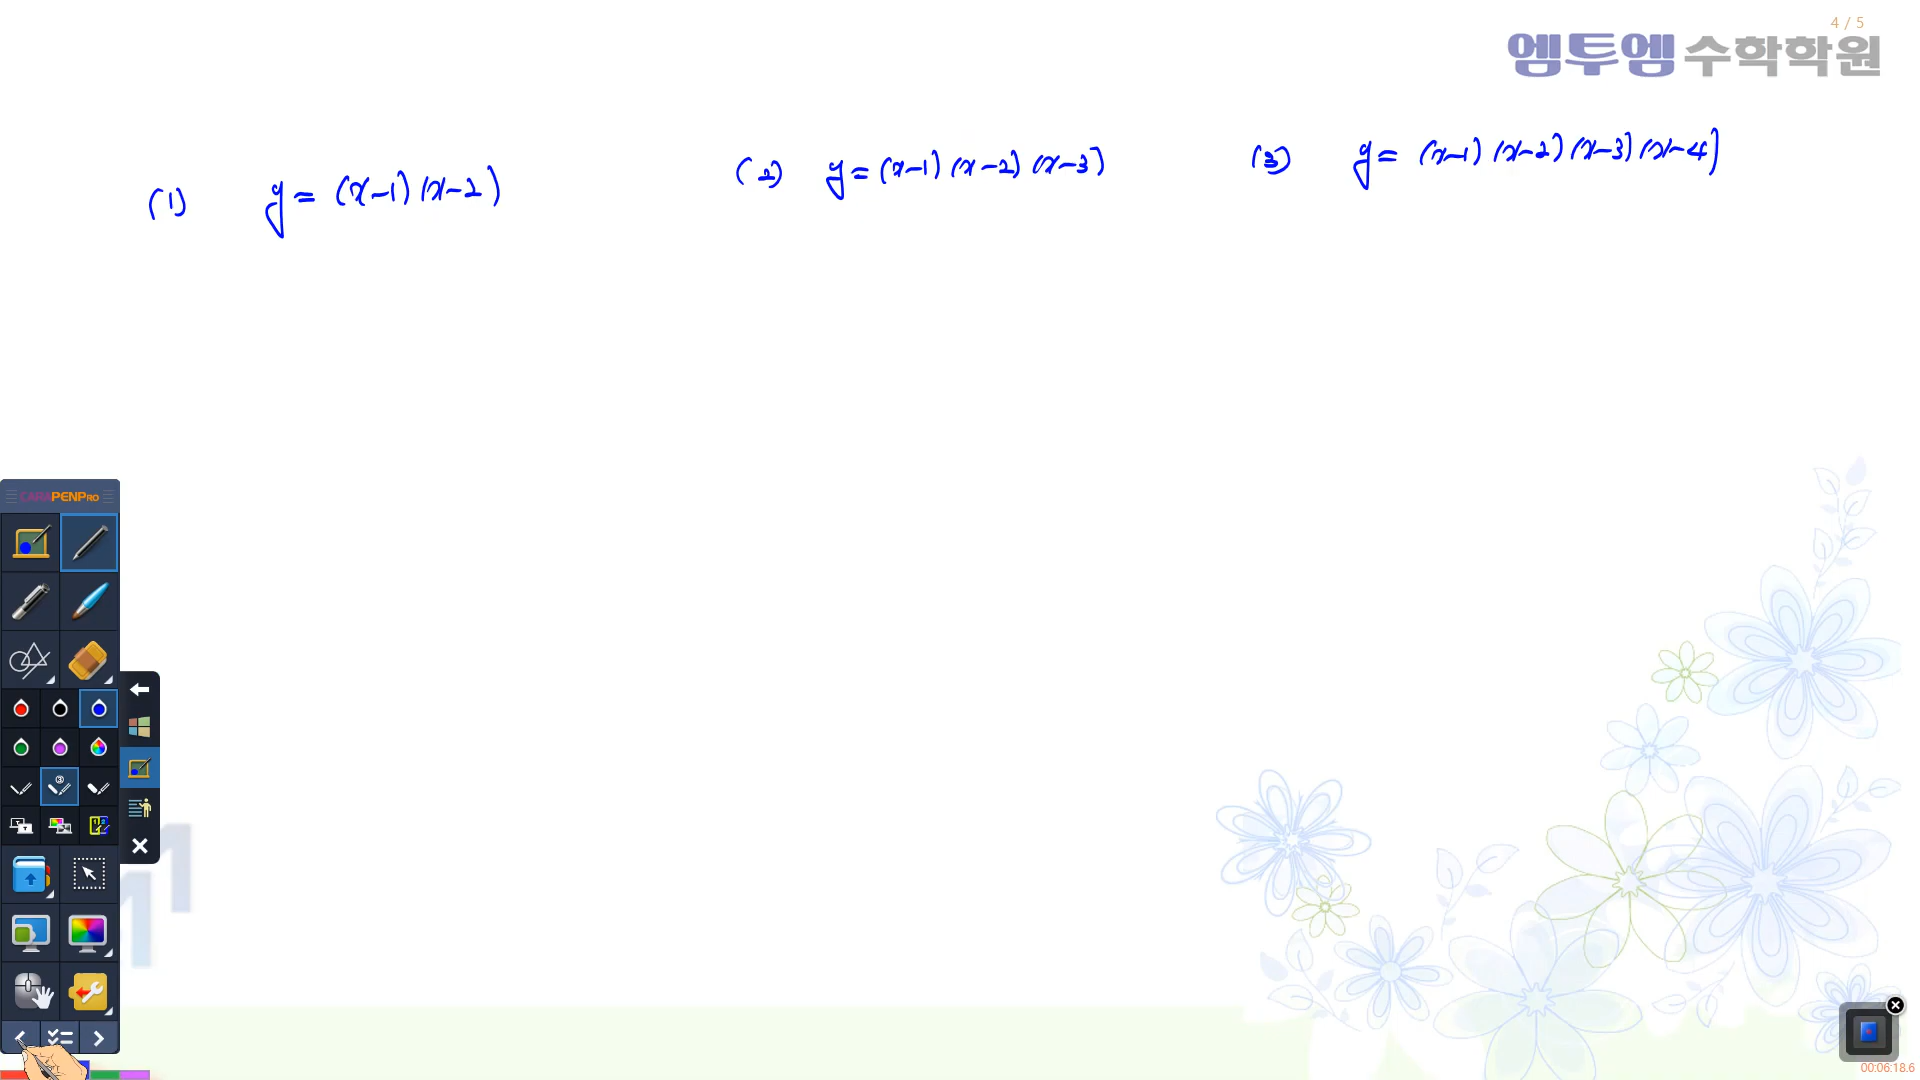 4 / 5
엠투엠 수학학원
(1) y = (x-1)(x-2)
(2) y = (x-1)(x-2)(x-3)
(3) y = (x-1)(x-2)(x-3)(x-4)
CARAPENPRO
00:06:18.6